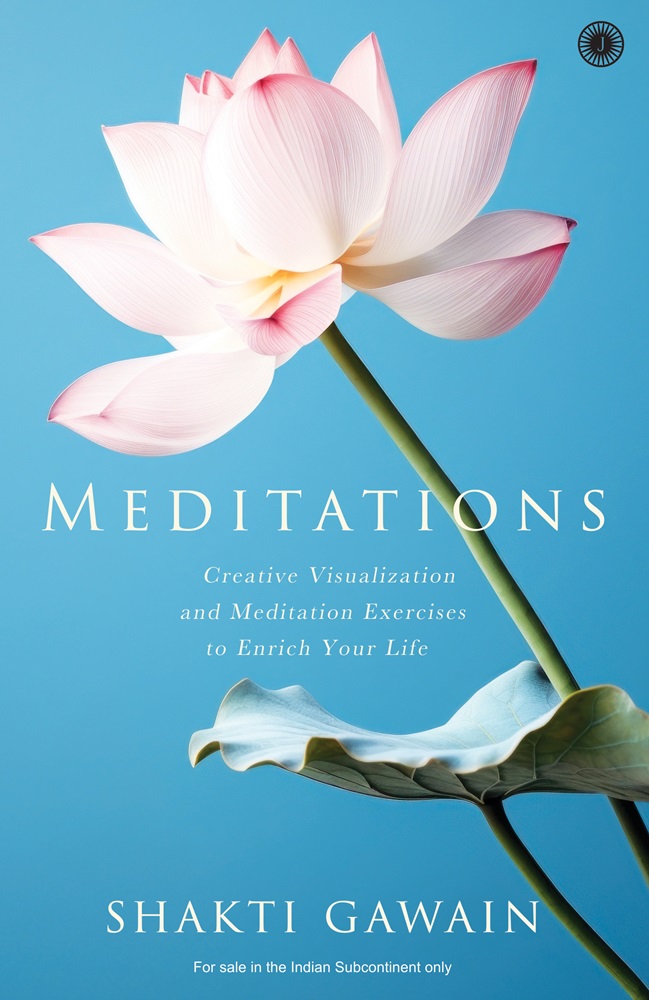 J
MEDITATIONS
Creative Visualization
and Meditation Exercises
to Enrich Your Life
SHAKTI GAWAIN
For sale in the Indian Subcontinent only